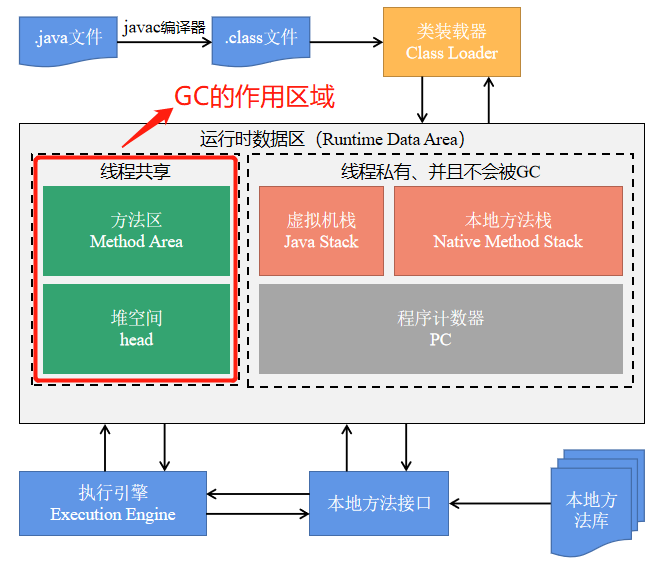 .java文件
javac编译器
.class文件
类装载器
Class Loader
GC的作用区域
运行时数据区（Runtime Data Area）
线程共享
线程私有、并且不会被GC
方法区
Method Area
虚拟机栈
Java Stack
本地方法栈
Native Method Stack
堆空间
head
程序计数器
PC
执行引擎
Execution Engine
本地方法接口
本地方
法库